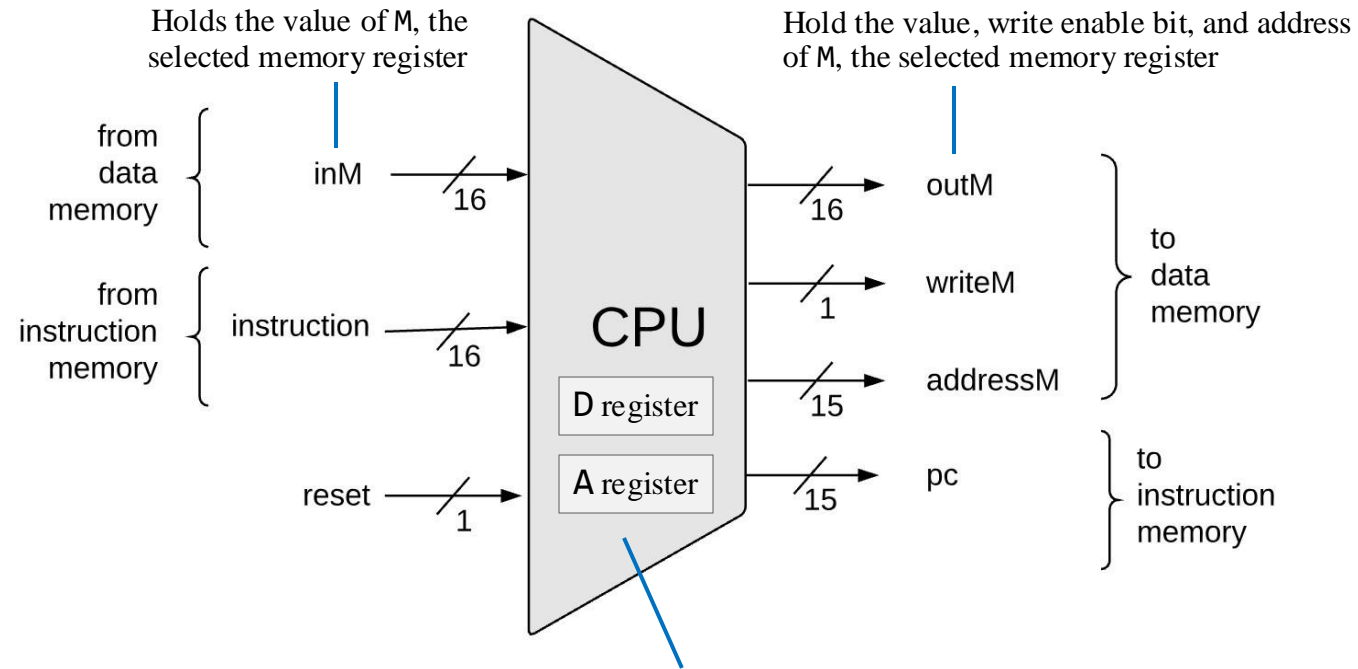 Holds the value of M, the
selected memory register
Hold the value, write enable bit, and address
of M, the selected memory register
from
data
memory
inM
16
from
instruction
memory
instruction
16
reset
1
CPU
D register
A register
16
outM
1
writeM
15
addressM
15
pc
to
data
memory
to
instruction
memory